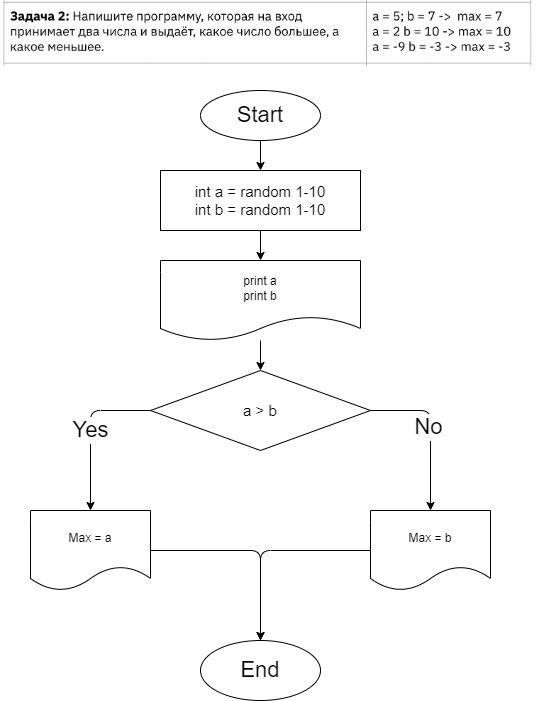 Задача 2: Напишите программу, которая на вход
принимает два числа и выдаёт, какое число большее, а
какое меньшее.
a = 5; b = 7 -> max = 7
a = 2 b = 10 -> max = 10
a = -9 b = -3 -> max = -3
Start
int a = random 1-10
int b = random 1-10
print a
print b
a > b
Yes
No
Max = a
Max = b
End